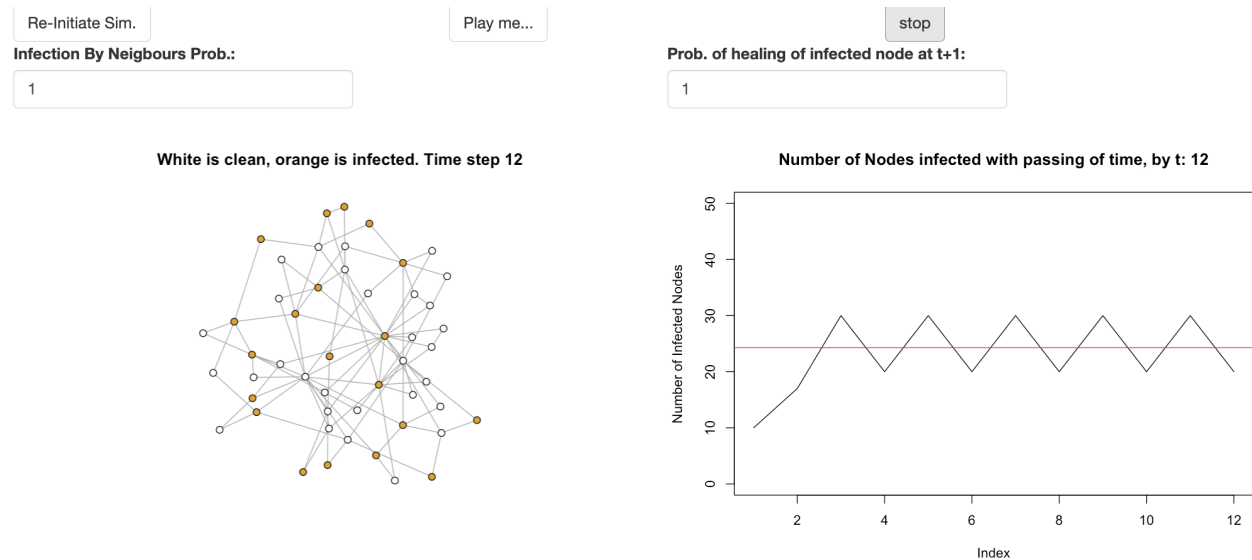 Re-Initiate Sim.
Play me...
stop
Infection By Neigbours Prob.:
Prob. of healing of infected node at t+1:
1
1
White is clean, orange is infected. Time step 12
Number of Nodes infected with passing of time, by t: 12
Number of Infected Nodes
50
40
30
20
10
0
2
4
6
8
10
12
Index